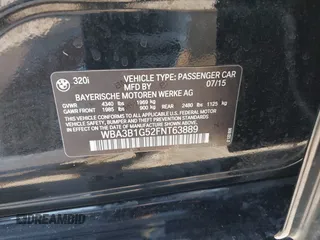 320i
VEHICLE TYPE: PASSENGER CAR
MFD BY 07/15
BAYERISCHE MOTOREN WERKE AG
GVWR 4340 lbs 1969 kg
GAWR FRONT 1985 lbs 900 kg REAR 2480 lbs 1125 kg
THIS VEHICLE CONFORMS TO ALL APPLICABLE FEDERAL
MOTOR VEHICLE SAFETY, BUMPER, AND THEFT PREVENTION
STANDARDS IN EFFECT ON THE DATE OF MANUFACTURE
SHOWN ABOVE.
WBA3B1G52FNT63889
DREAMBID